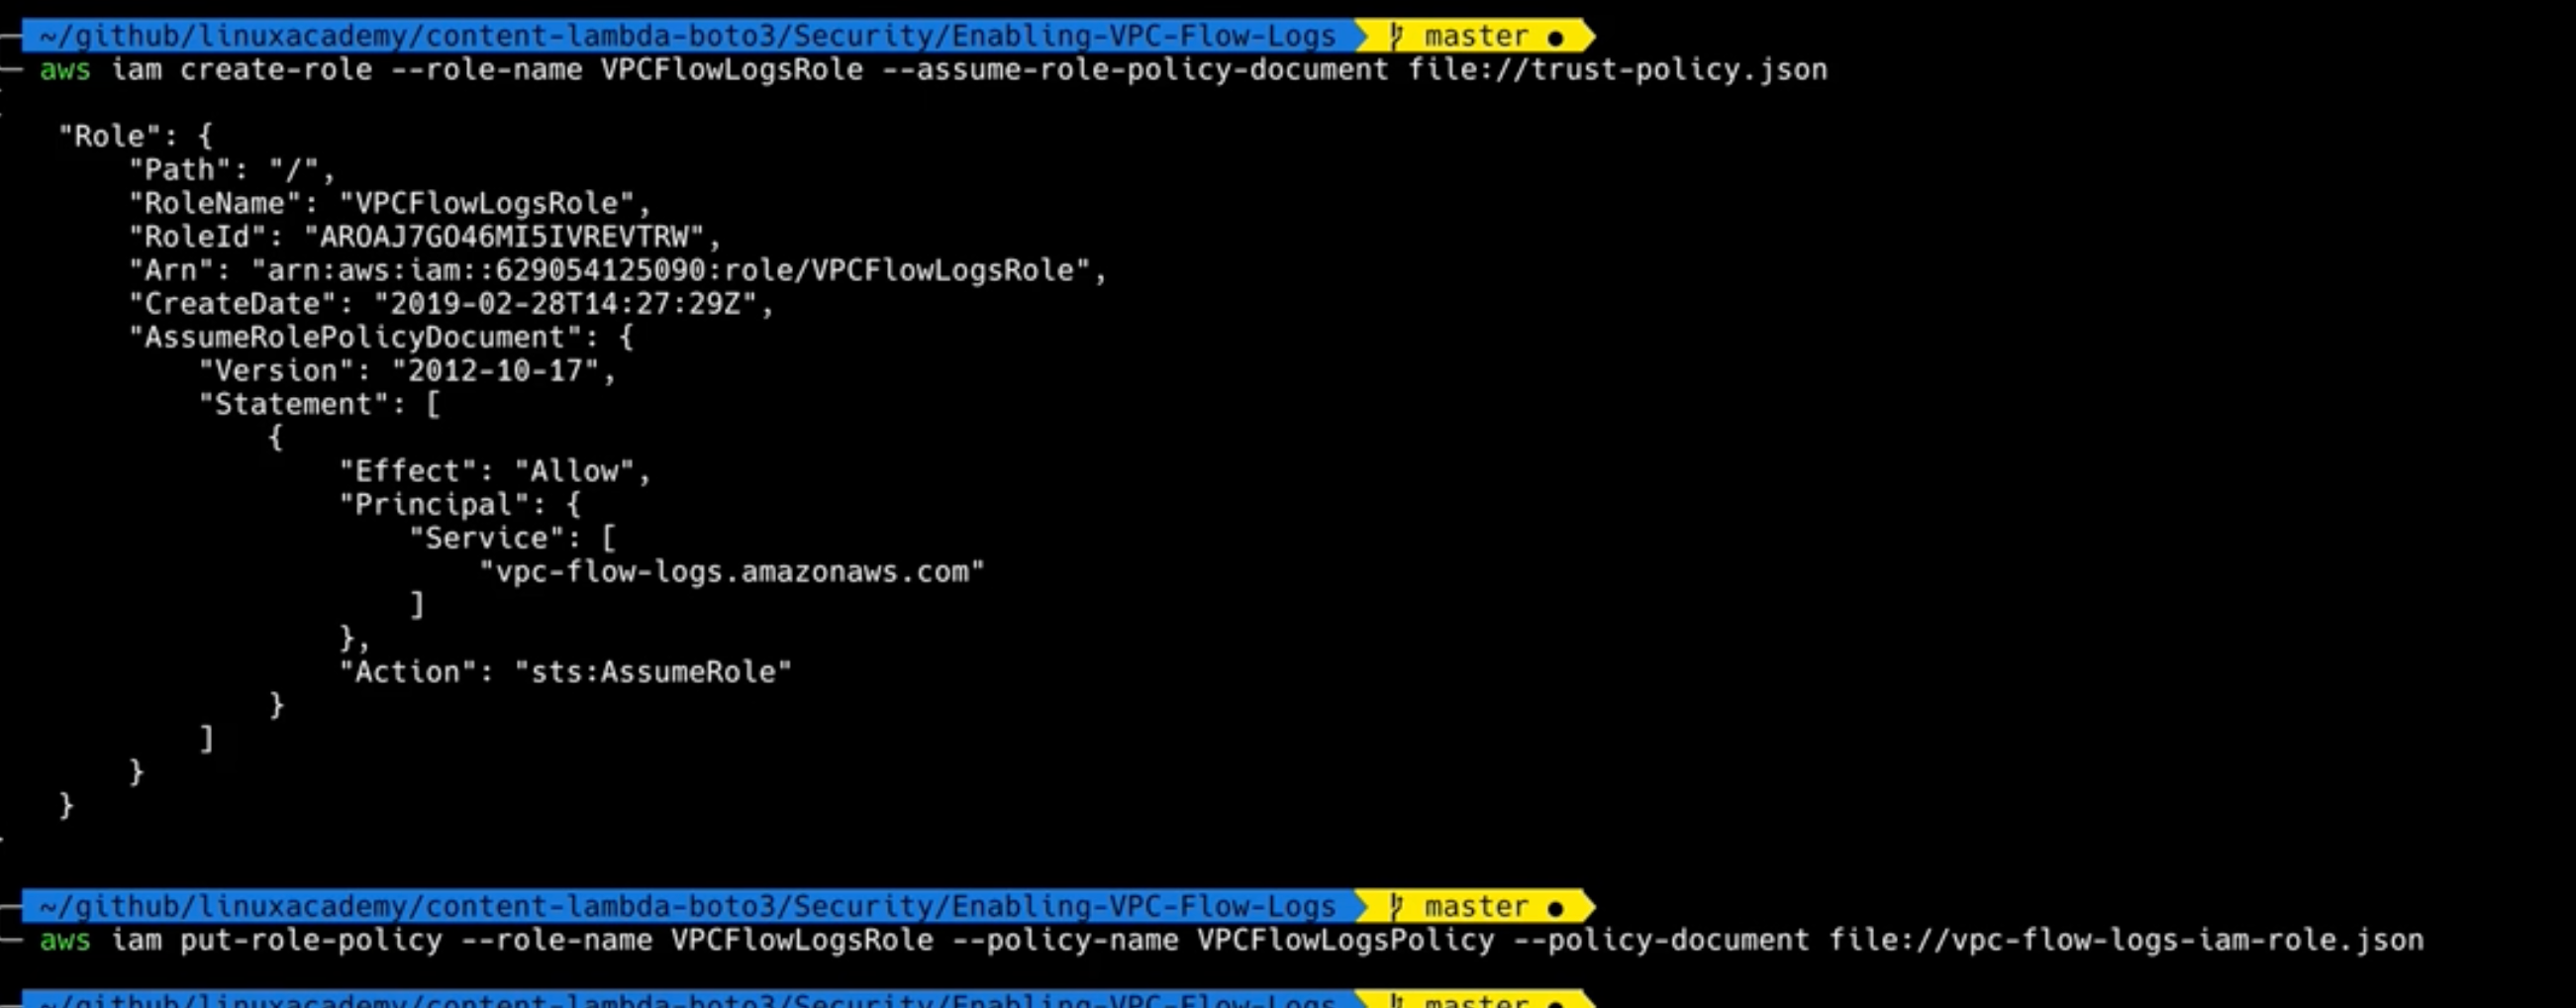 ~/github/linuxacademy/content-lambda-boto3/Security/Enabling-VPC-Flow-Logs master ●
aws iam create-role --role-name VPCFlowLogsRole --assume-role-policy-document file://trust-policy.json
"Role": {
"Path": "/",
"RoleName": "VPCFlowLogsRole",
"RoleId": "AROAJ7GO46MI5IVREVTRW",
"Arn": "arn:aws:iam::629054125090:role/VPCFlowLogsRole",
"CreateDate": "2019-02-28T14:27:29Z",
"AssumeRolePolicyDocument": {
"Version": "2012-10-17",
"Statement": [
{
"Effect": "Allow",
"Principal": {
"Service": [
"vpc-flow-logs.amazonaws.com"
]
},
"Action": "sts:AssumeRole"
}
]
}
}
~/github/linuxacademy/content-lambda-boto3/Security/Enabling-VPC-Flow-Logs master ●
aws iam put-role-policy --role-name VPCFlowLogsRole --policy-name VPCFlowLogsPolicy --policy-document file://vpc-flow-logs-iam-role.json
~/github/linuxacademy/content-lambda-boto3/Security/Enabling-VPC-Flow-Logs master ●